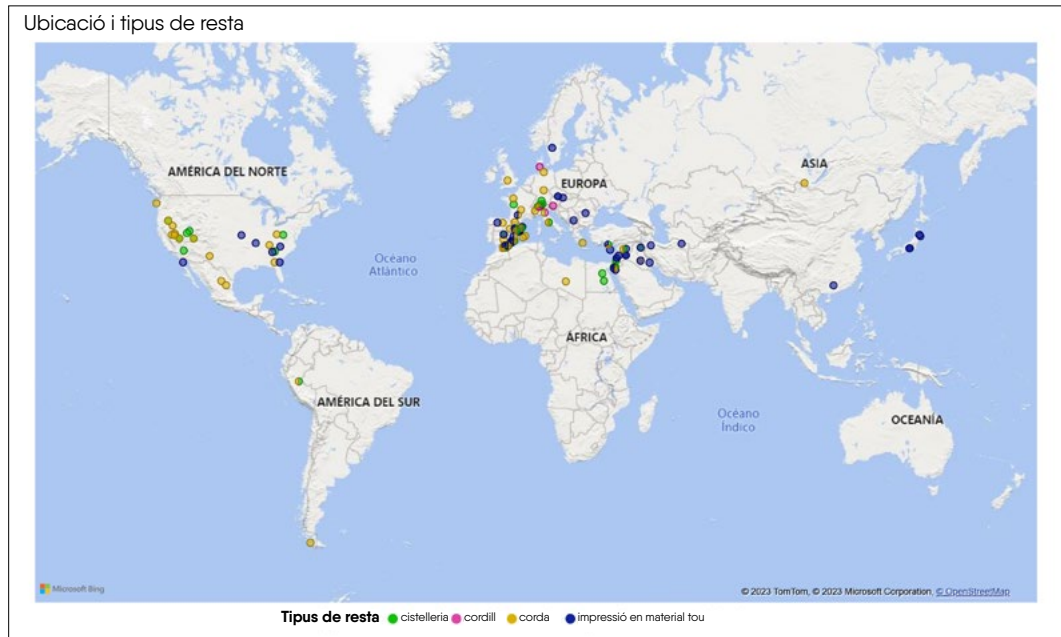 Ubicació i tipus de resta
AMÉRICA DEL NORTE
EUROPA
ASIA
Océano
Atlántico
ÁFRICA
AMÉRICA DEL SUR
Océano
Índico
OCEANÍA
Microsoft Bing
© 2023 TomTom, © 2023 Microsoft Corporation, © OpenStreetMap
Tipus de resta cistelleria cordill corda impressió en material tou